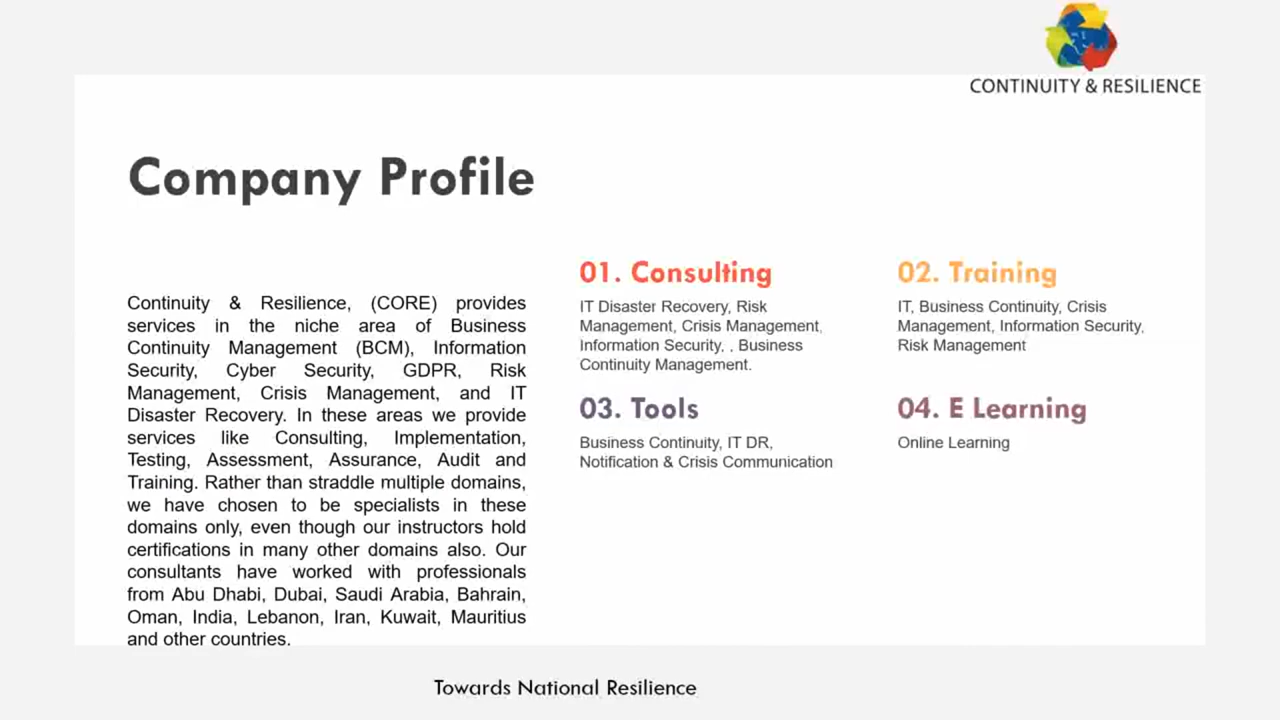 CONTINUITY & RESILIENCE
Company Profile
Continuity & Resilience, (CORE) provides
services in the niche area of Business
Continuity Management (BCM), Information
Security, Cyber Security, GDPR, Risk
Management, Crisis Management, and IT
Disaster Recovery. In these areas we provide
services like Consulting, Implementation,
Testing, Assessment, Assurance, Audit and
Training. Rather than straddle multiple domains,
we have chosen to be specialists in these
domains only, even though our instructors hold
certifications in many other domains also. Our
consultants have worked with professionals
from Abu Dhabi, Dubai, Saudi Arabia, Bahrain,
Oman, India, Lebanon, Iran, Kuwait, Mauritius
and other countries.
01. Consulting
IT Disaster Recovery, Risk
Management, Crisis Management,
Information Security, , Business
Continuity Management.
02. Training
IT, Business Continuity, Crisis
Management, Information Security,
Risk Management
03. Tools
Business Continuity, IT DR,
Notification & Crisis Communication
04. E Learning
Online Learning
Towards National Resilience